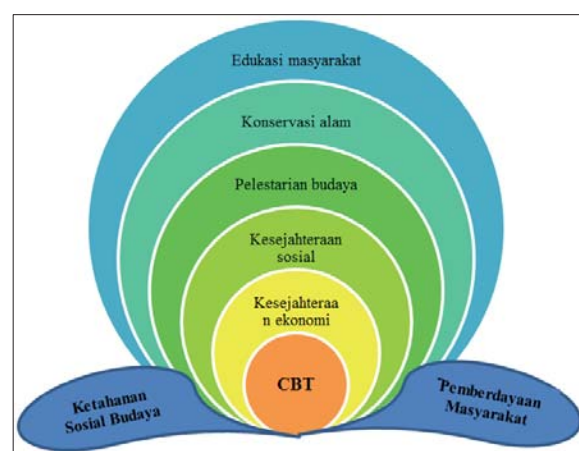 Edukasi masyarakat
Konservasi alam
Pelestarian budaya
Kesejahteraan
sosial
Kesejahteraa
n ekonomi
CBT
Ketahanan
Sosial Budaya
Pemberdayaan
Masyarakat